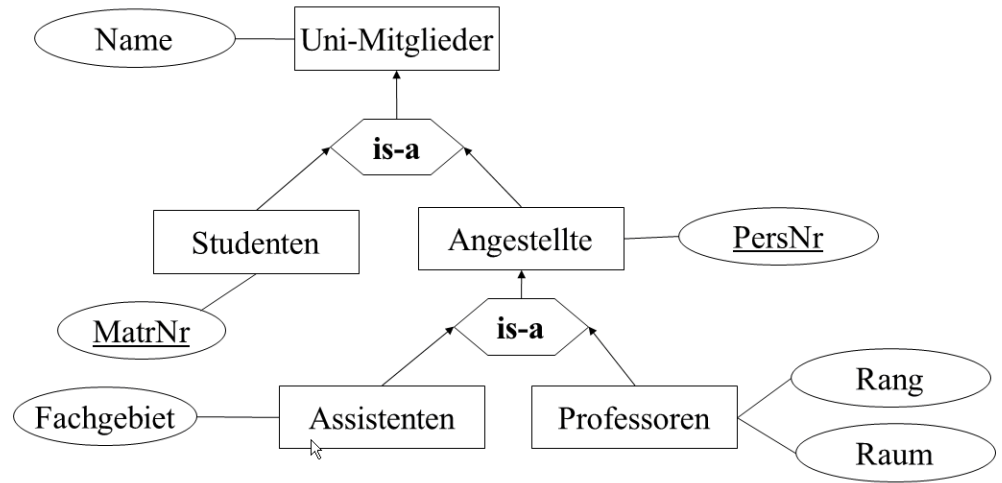 Name
Uni-Mitglieder
is-a
Studenten
Angestellte
PersNr
MatrNr
is-a
Fachgebiet
Assistenten
Professoren
Rang
Raum